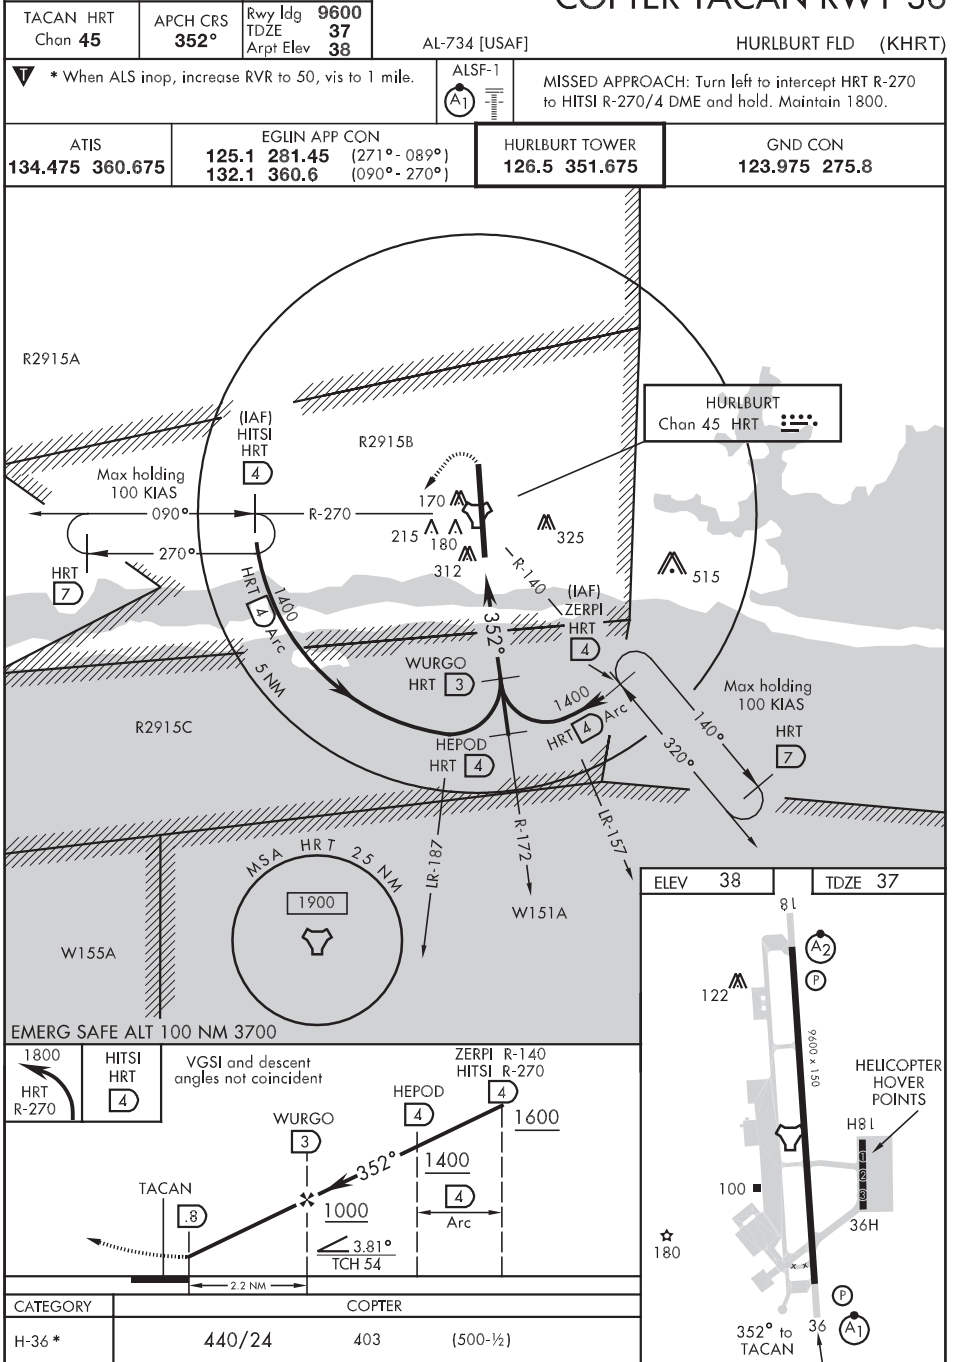 COPTER TACAN RWY 36
TACAN HRT
Chan 45
APCH CRS
352°
Rwy ldg 9600
TDZE 37
Arpt Elev 38
AL-734 [USAF]
HURLBURT FLD (KHRT)
T * When ALS inop, increase RVR to 50, vis to 1 mile.
ALSF-1
A1
MISSED APPROACH: Turn left to intercept HRT R-270
to HITSI R-270/4 DME and hold. Maintain 1800.
ATIS
134.475 360.675
EGLIN APP CON
125.1 281.45 (271°-089°)
132.1 360.6 (090°-270°)
HURLBURT TOWER
126.5 351.675
GND CON
123.975 275.8
R2915A
HURLBURT
Chan 45 HRT
(IAF)
HITSI
HRT
4
R2915B
Max holding
100 KIAS
090°
R-270
270°
HRT
7
170
215
180
312
325
515
R-140
(IAF)
ZERPI
HRT
4
1400
HRT 4 Arc
5 NM
352°
WURGO
HRT 3
1400
HRT 4 Arc
Max holding
100 KIAS
140°
320°
HRT
7
R2915C
HEPOD
HRT 4
LR-187
R-172
LR-157
MSA HRT 25 NM
1900
W151A
W155A
EMERG SAFE ALT 100 NM 3700
ELEV 38
TDZE 37
18
A2
P
122
9600 x 150
HELICOPTER
HOVER
POINTS
18H
1
2
3
36H
100
180
x x
P
36
A1
352° to
TACAN
1800
HRT
R-270
HITSI
HRT
4
VGSI and descent
angles not coincident
ZERPI R-140
HITSI R-270
4
HEPOD
4
WURGO
3
1600
1400
352°
4
Arc
1000
TACAN
.8
3.81°
TCH 54
2.2 NM
CATEGORY
COPTER
H-36 *
440/24 403 (500-½)